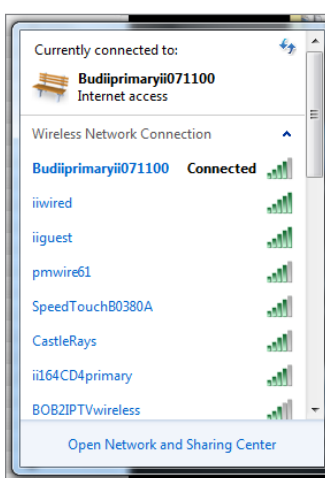 Currently connected to:
Budiiprimaryii071100
Internet access
Wireless Network Connection
Budiiprimaryii071100 Connected
iiwired
iiguest
pmwire61
SpeedTouchB0380A
CastleRays
ii164CD4primary
BOB2IPTVwireless
Open Network and Sharing Center